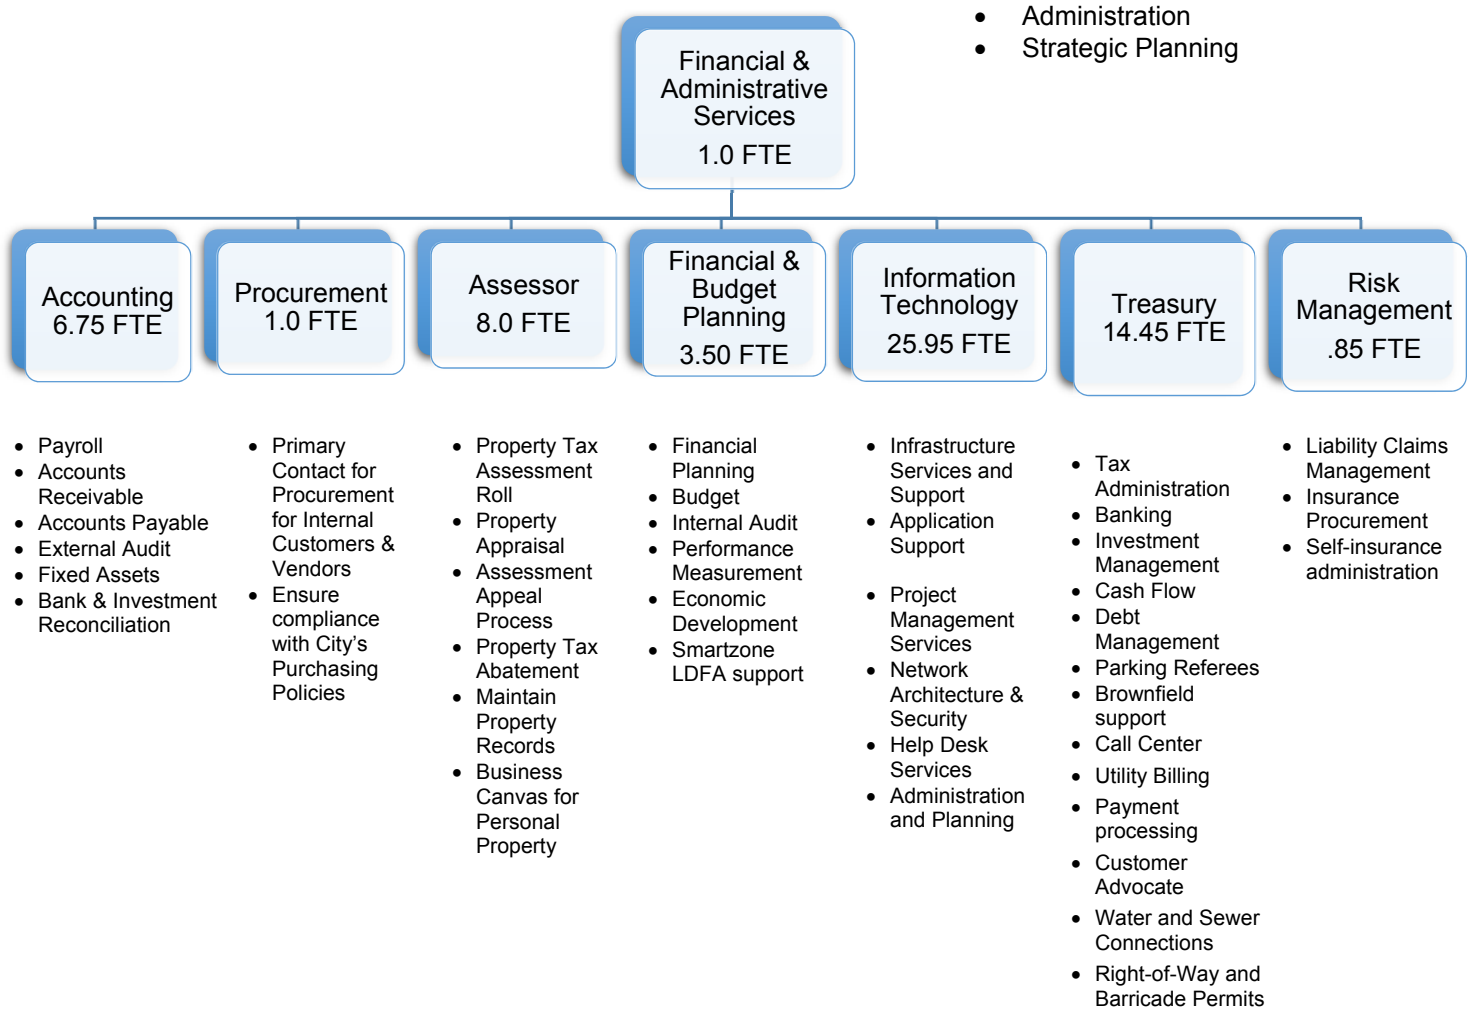 • Administration
• Strategic Planning
Financial &
Administrative
Services
1.0 FTE
Accounting
6.75 FTE
Procurement
1.0 FTE
Assessor
8.0 FTE
Financial &
Budget
Planning
3.50 FTE
Information
Technology
25.95 FTE
Treasury
14.45 FTE
Risk
Management
.85 FTE
• Payroll
• Accounts
Receivable
• Accounts Payable
• External Audit
• Fixed Assets
• Bank & Investment
Reconciliation
• Primary
Contact for
Procurement
for Internal
Customers &
Vendors
• Ensure
compliance
with City’s
Purchasing
Policies
• Property Tax
Assessment
Roll
• Property
Appraisal
• Assessment
Appeal
Process
• Property Tax
Abatement
• Maintain
Property
Records
• Business
Canvas for
Personal
Property
• Financial
Planning
• Budget
• Internal Audit
• Performance
Measurement
• Economic
Development
• Smartzone
LDFA support
• Infrastructure
Services and
Support
• Application
Support
• Project
Management
Services
• Network
Architecture &
Security
• Help Desk
Services
• Administration
and Planning
• Tax
Administration
• Banking
• Investment
Management
• Cash Flow
• Debt
Management
• Parking Referees
• Brownfield
support
• Call Center
• Utility Billing
• Payment
processing
• Customer
Advocate
• Water and Sewer
Connections
• Right-of-Way and
Barricade Permits
• Liability Claims
Management
• Insurance
Procurement
• Self-insurance
administration